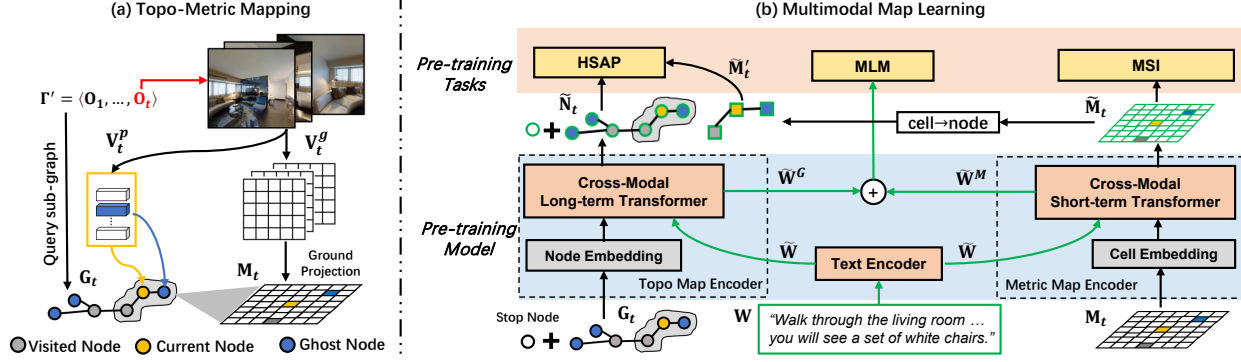 (a) Topo-Metric Mapping
Γ′ = ⟨O₁, …, Oₜ⟩
Vₜᵖ
Vₜᵍ
Query sub-graph
Gₜ
Mₜ
Ground
Projection
Visited Node
Current Node
Ghost Node
(b) Multimodal Map Learning
Pre-training
Tasks
HSAP
MLM
MSI
Ñₜ
M̃′ₜ
M̃ₜ
cell→node
Pre-training
Model
Cross-Modal
Long-term Transformer
W̃ᴳ
+
W̃ᴹ
Cross-Modal
Short-term Transformer
Node Embedding
W̃
Text Encoder
W̃
Cell Embedding
Topo Map Encoder
Metric Map Encoder
Stop Node
+
Gₜ
W
“Walk through the living room …
you will see a set of white chairs.”
Mₜ